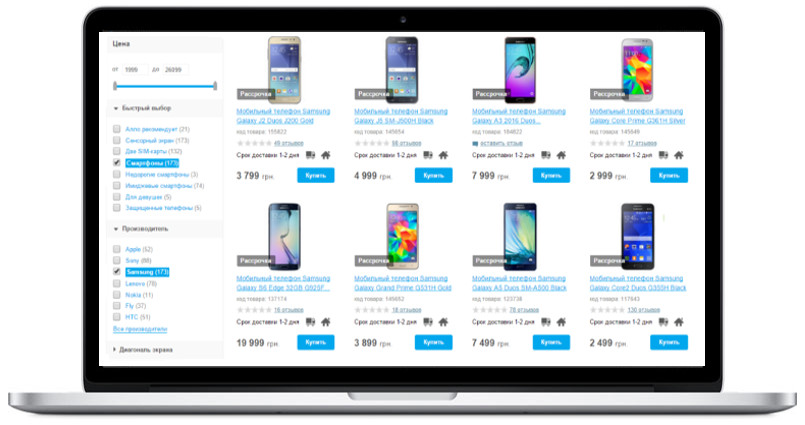 Цена
от 1999 до 26999
Быстрый выбор
Алло рекомендует (21)
Сенсорный экран (173)
Две SIM-карты (132)
Смартфоны (173)
Недорогие смартфоны (3)
Имиджевые смартфоны (74)
Для девушек (5)
Защищенные телефоны (5)
Производитель
Apple (52)
Sony (88)
Samsung (173)
Lenovo (78)
Nokia (11)
Fly (37)
HTC (51)
Все производители
Диагональ экрана
Рассрочка
Мобильный телефон Samsung
Galaxy J2 Duos J200 Gold
код товара: 155822
49 отзывов
Срок доставки 1-2 дня
3 799 грн.
Купить
Рассрочка
Мобильный телефон Samsung
Galaxy J5 SM-J500H Black
код товара: 145654
98 отзывов
Срок доставки 1-2 дня
4 999 грн.
Купить
Рассрочка
Мобильный телефон Samsung
Galaxy A3 2016 Duos...
код товара: 164822
оставить отзыв
Срок доставки 1-2 дня
7 999 грн.
Купить
Рассрочка
Мобильный телефон Samsung
Galaxy Core Prime G361H Silver
код товара: 145649
17 отзывов
Срок доставки 1-2 дня
2 999 грн.
Купить
Рассрочка
Мобильный телефон Samsung
Galaxy S6 Edge 32GB G925F...
код товара: 137174
16 отзывов
Срок доставки 1-2 дня
19 999 грн.
Купить
Рассрочка
Мобильный телефон Samsung
Galaxy Grand Prime G531H Gold
код товара: 145652
18 отзывов
Срок доставки 1-2 дня
3 899 грн.
Купить
Рассрочка
Мобильный телефон Samsung
Galaxy A5 Duos SM-A500 Black
код товара: 123738
78 отзывов
Срок доставки 1-2 дня
7 499 грн.
Купить
Рассрочка
Мобильный телефон Samsung
Galaxy Core2 Duos G355H Black
код товара: 117643
130 отзывов
Срок доставки 1-2 дня
2 499 грн.
Купить